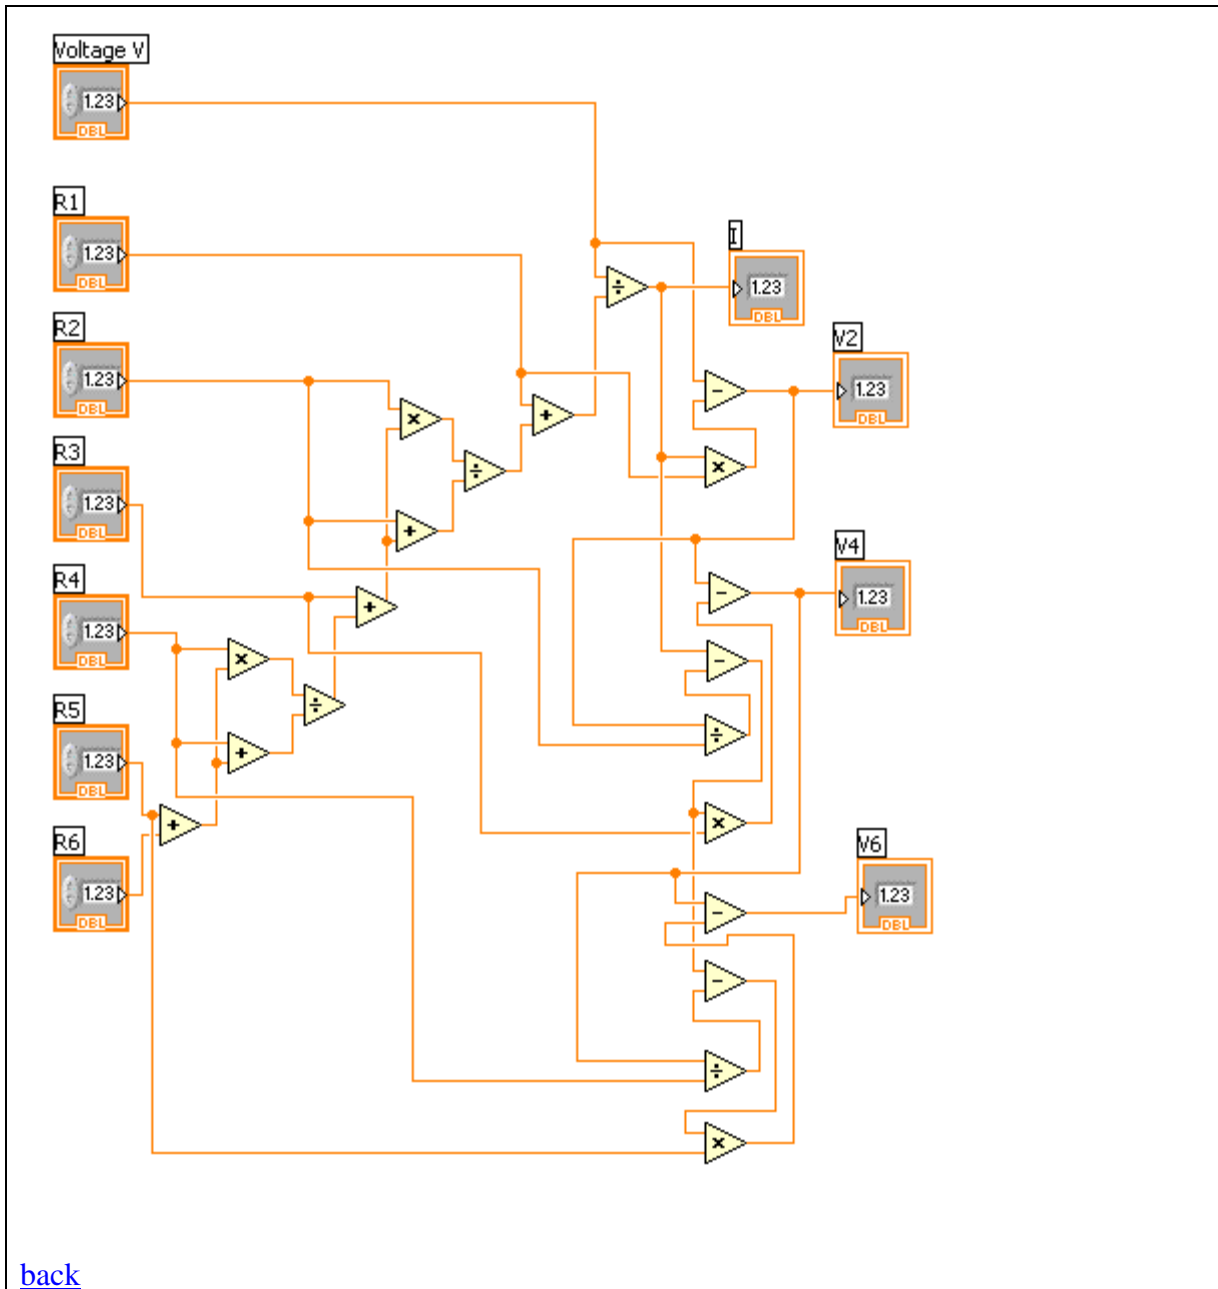 Voltage V
1.23
DBL
R1
1.23
DBL
I
1.23
DBL
R2
1.23
DBL
V2
1.23
DBL
R3
1.23
DBL
V4
1.23
DBL
R4
1.23
DBL
R5
1.23
DBL
R6
1.23
DBL
V6
1.23
DBL
÷
-
×
+
÷
×
+
-
+
×
-
÷
÷
+
×
+
-
-
÷
×
back